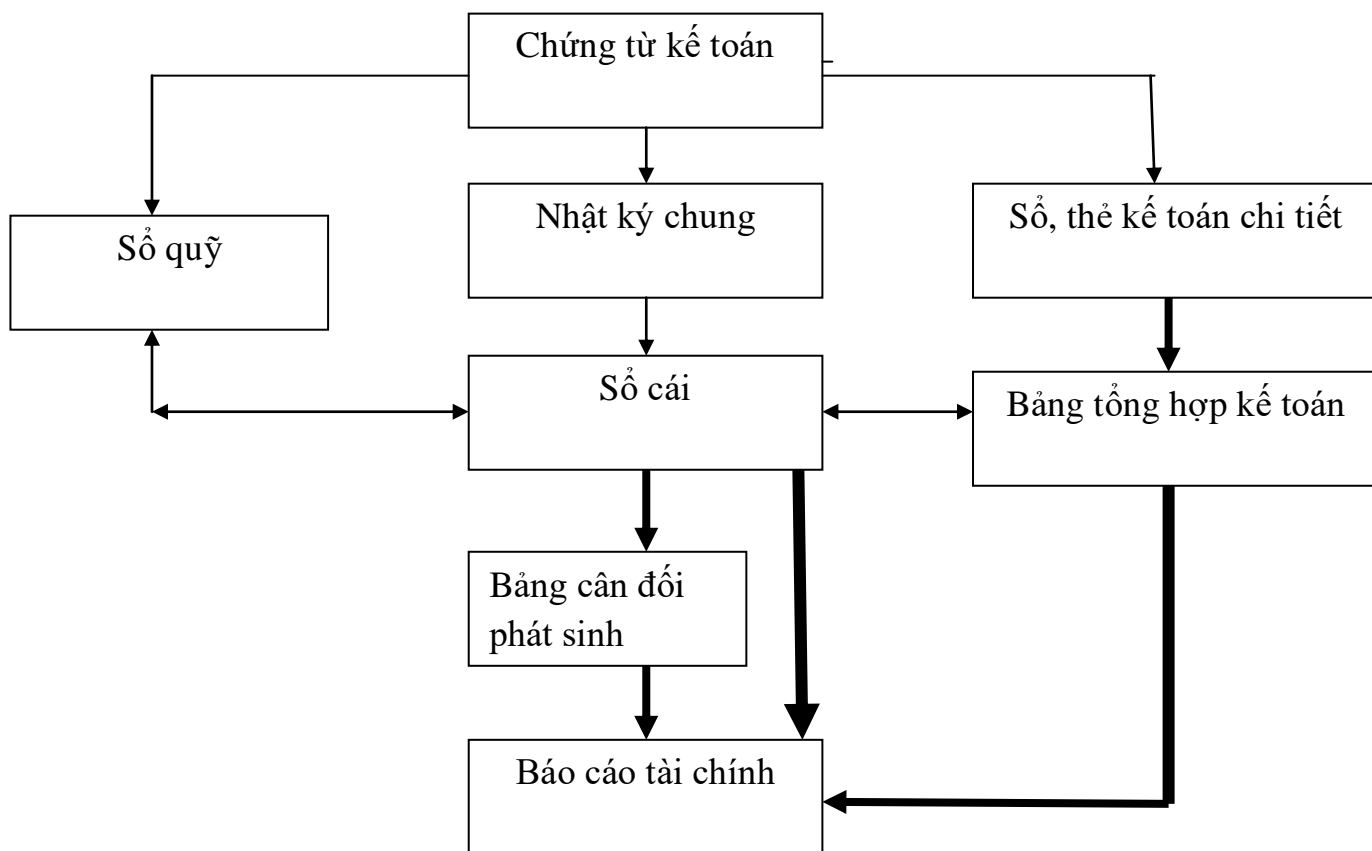 Chứng từ kế toán
Nhật ký chung
Sổ, thẻ kế toán chi tiết
Sổ quỹ
Sổ cái
Bảng tổng hợp kế toán
Bảng cân đối
phát sinh
Báo cáo tài chính